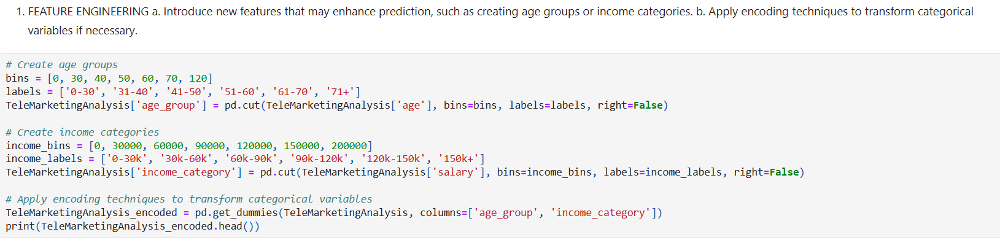 1. FEATURE ENGINEERING a. Introduce new features that may enhance prediction, such as creating age groups or income categories. b. Apply encoding techniques to transform categorical
variables if necessary.
# Create age groups
bins = [0, 30, 40, 50, 60, 70, 120]
labels = ['0-30', '31-40', '41-50', '51-60', '61-70', '71+']
TeleMarketingAnalysis['age_group'] = pd.cut(TeleMarketingAnalysis['age'], bins=bins, labels=labels, right=False)
# Create income categories
income_bins = [0, 30000, 60000, 90000, 120000, 150000, 200000]
income_labels = ['0-30k', '30k-60k', '60k-90k', '90k-120k', '120k-150k', '150k+']
TeleMarketingAnalysis['income_category'] = pd.cut(TeleMarketingAnalysis['salary'], bins=income_bins, labels=income_labels, right=False)
# Apply encoding techniques to transform categorical variables
TeleMarketingAnalysis_encoded = pd.get_dummies(TeleMarketingAnalysis, columns=['age_group', 'income_category'])
print(TeleMarketingAnalysis_encoded.head())